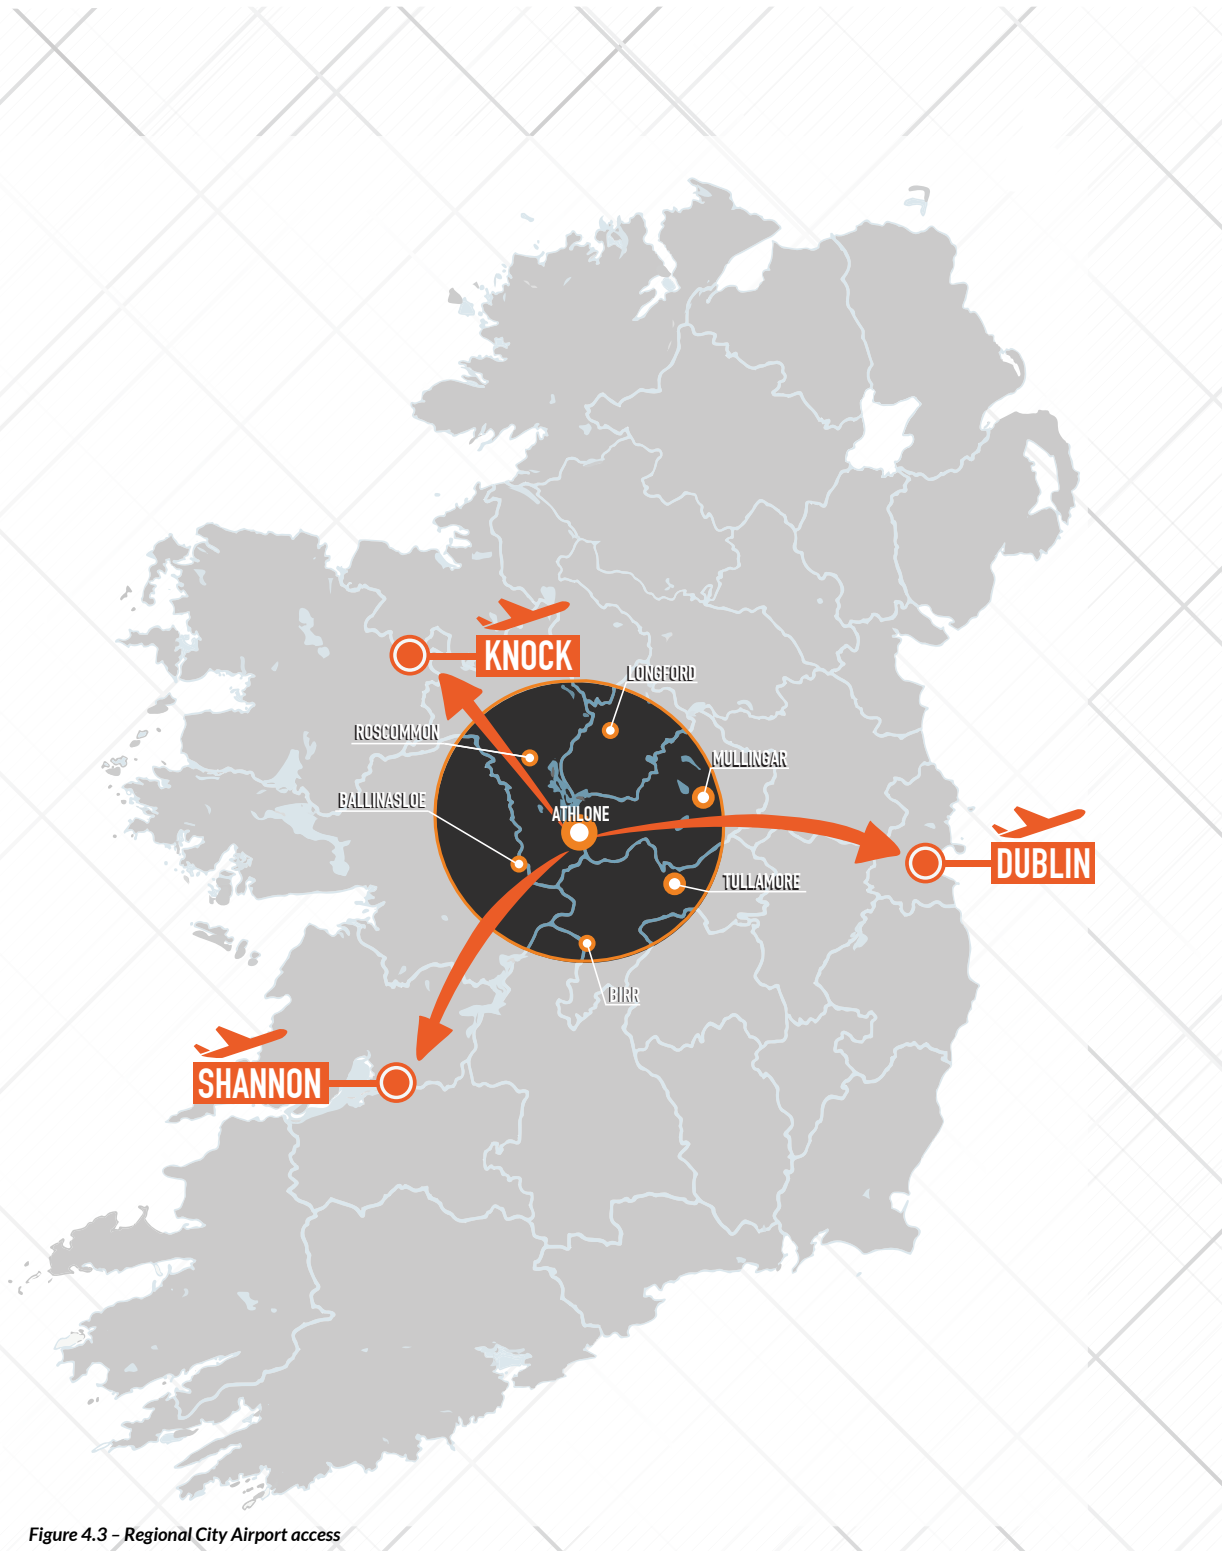 KNOCK
LONGFORD
ROSCOMMON
MULLINGAR
BALLINASLOE
ATHLONE
DUBLIN
TULLAMORE
BIRR
SHANNON
Figure 4.3 – Regional City Airport access